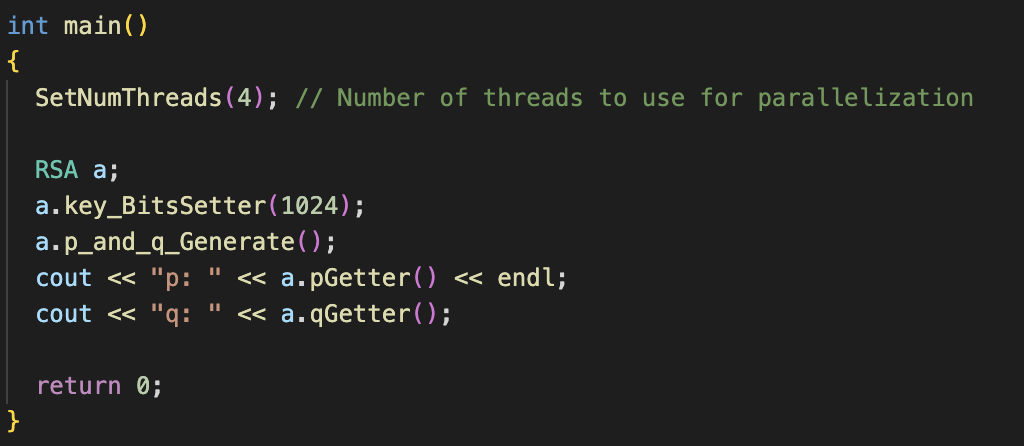 int main()
{
SetNumThreads(4); // Number of threads to use for parallelization
RSA a;
a.key_BitsSetter(1024);
a.p_and_q_Generate();
cout << "p: " << a.pGetter() << endl;
cout << "q: " << a.qGetter();
return 0;
}